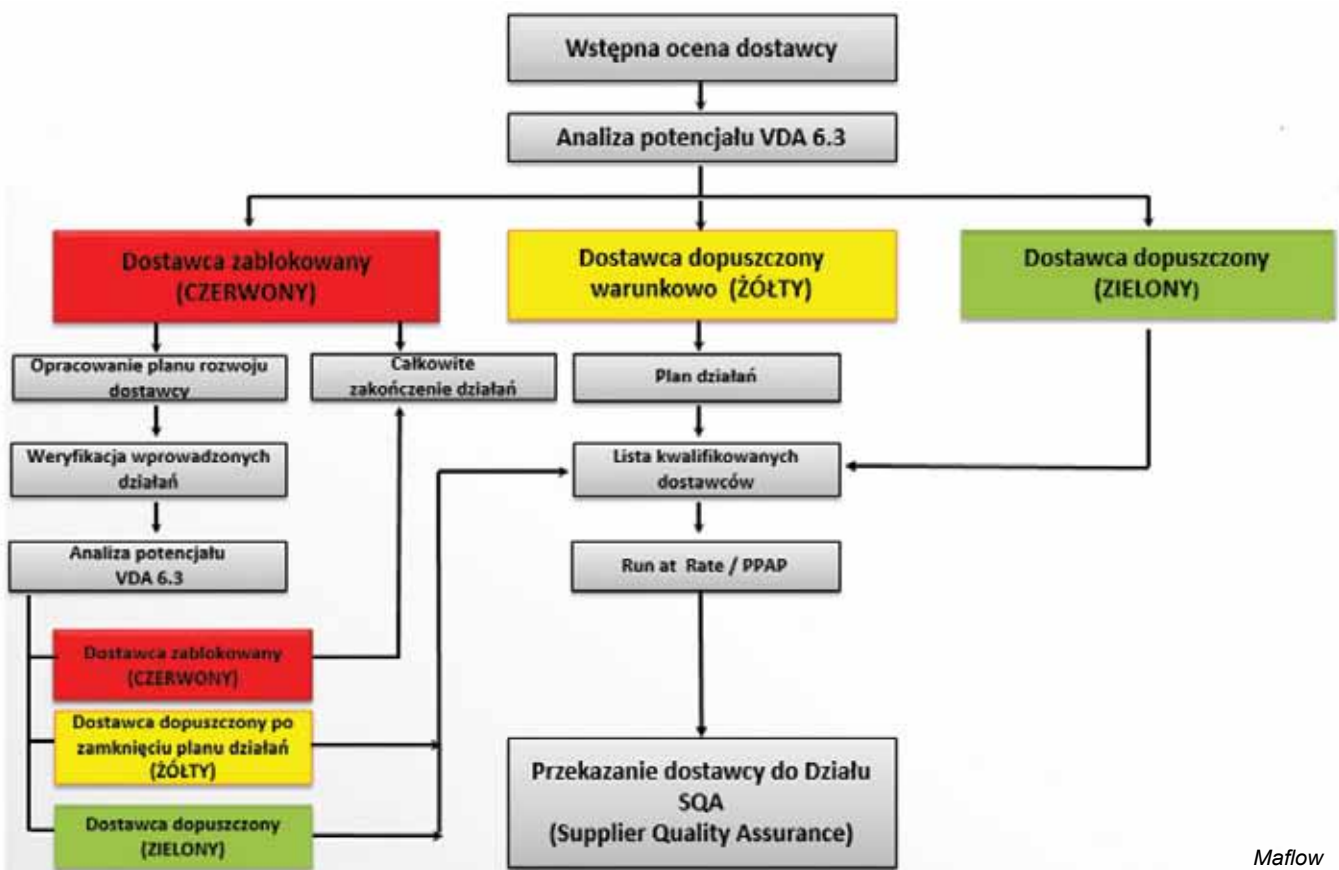 Wstępna ocena dostawcy
Analiza potencjału VDA 6.3
Dostawca zablokowany
(CZERWONY)
Dostawca dopuszczony
warunkowo (ŻÓŁTY)
Dostawca dopuszczony
(ZIELONY)
Opracowanie planu rozwoju
dostawcy
Całkowite
zakończenie działań
Plan działań
Weryfikacja wprowadzonych
działań
Lista kwalifikowanych
dostawców
Analiza potencjału
VDA 6.3
Run at Rate / PPAP
Dostawca zablokowany
(CZERWONY)
Dostawca dopuszczony po
zamknięciu planu działań
(ŻÓŁTY)
Dostawca dopuszczony
(ZIELONY)
Przekazanie dostawcy do Działu
SQA
(Supplier Quality Assurance)
Maflow